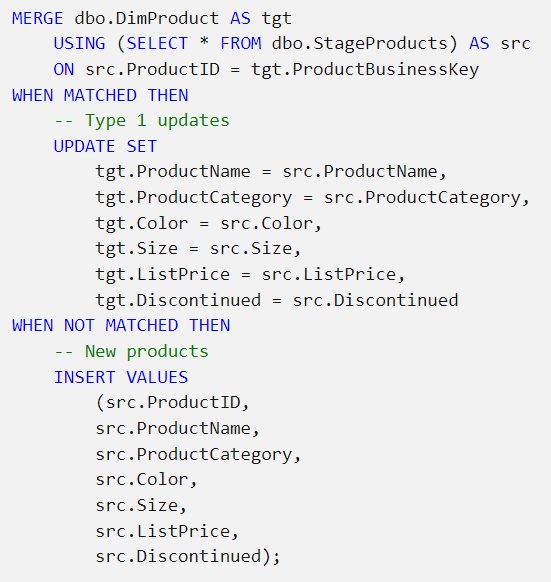 MERGE dbo.DimProduct AS tgt
    USING (SELECT * FROM dbo.StageProducts) AS src
    ON src.ProductID = tgt.ProductBusinessKey
WHEN MATCHED THEN
    -- Type 1 updates
    UPDATE SET
        tgt.ProductName = src.ProductName,
        tgt.ProductCategory = src.ProductCategory,
        tgt.Color = src.Color,
        tgt.Size = src.Size,
        tgt.ListPrice = src.ListPrice,
        tgt.Discontinued = src.Discontinued
WHEN NOT MATCHED THEN
    -- New products
    INSERT VALUES
        (src.ProductID,
        src.ProductName,
        src.ProductCategory,
        src.Color,
        src.Size,
        src.ListPrice,
        src.Discontinued);